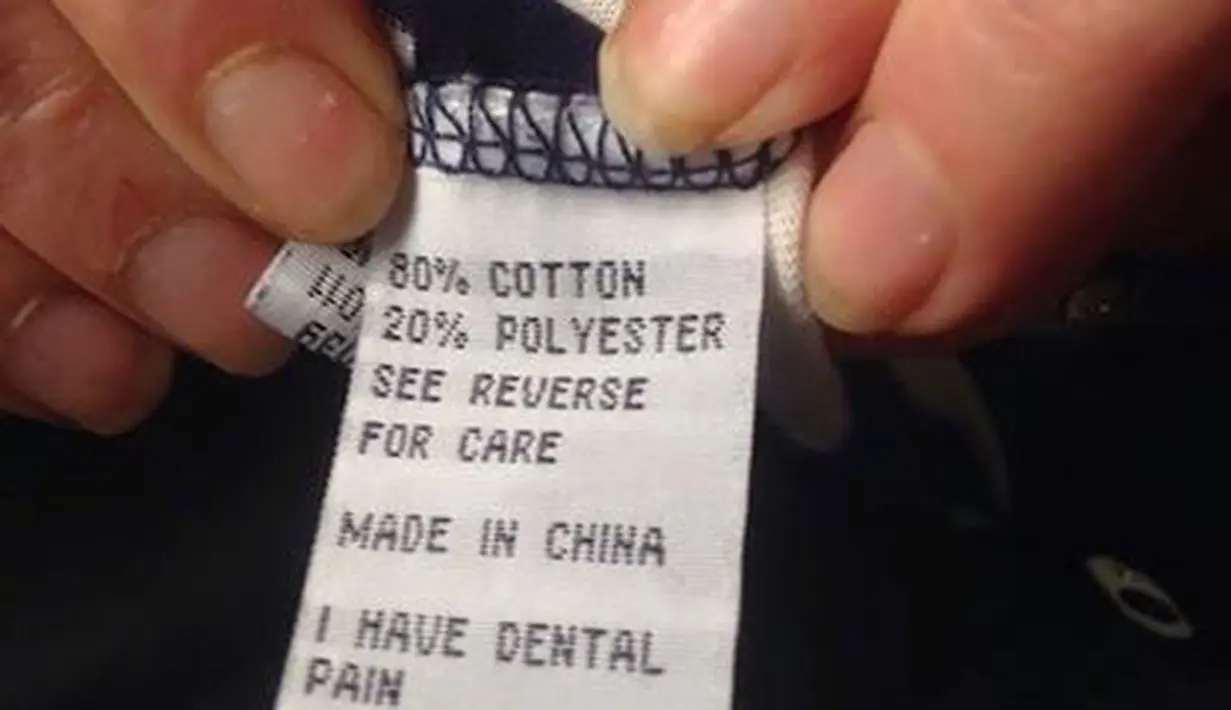 80% COTTON
20% POLYESTER
SEE REVERSE
FOR CARE
MADE IN CHINA
I HAVE DENTAL
PAIN